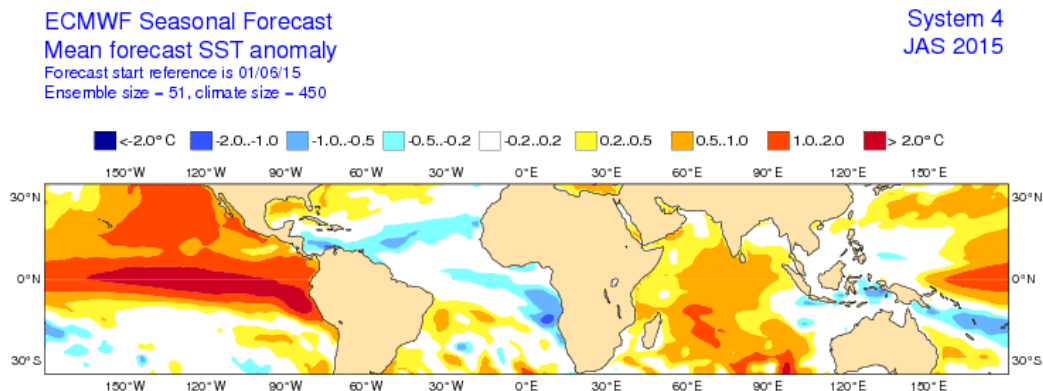 ECMWF Seasonal Forecast
Mean forecast SST anomaly
Forecast start reference is 01/06/15
Ensemble size = 51, climate size = 450
System 4
JAS 2015
<-2.0° C -2.0..-1.0 -1.0..-0.5 -0.5..-0.2 -0.2..0.2 0.2..0.5 0.5..1.0 1.0..2.0 > 2.0° C
150°W 120°W 90°W 60°W 30°W 0°E 30°E 60°E 90°E 120°E 150°E
30°N 30°N
0°N 0°N
30°S 30°S
150°W 120°W 90°W 60°W 30°W 0°E 30°E 60°E 90°E 120°E 150°E